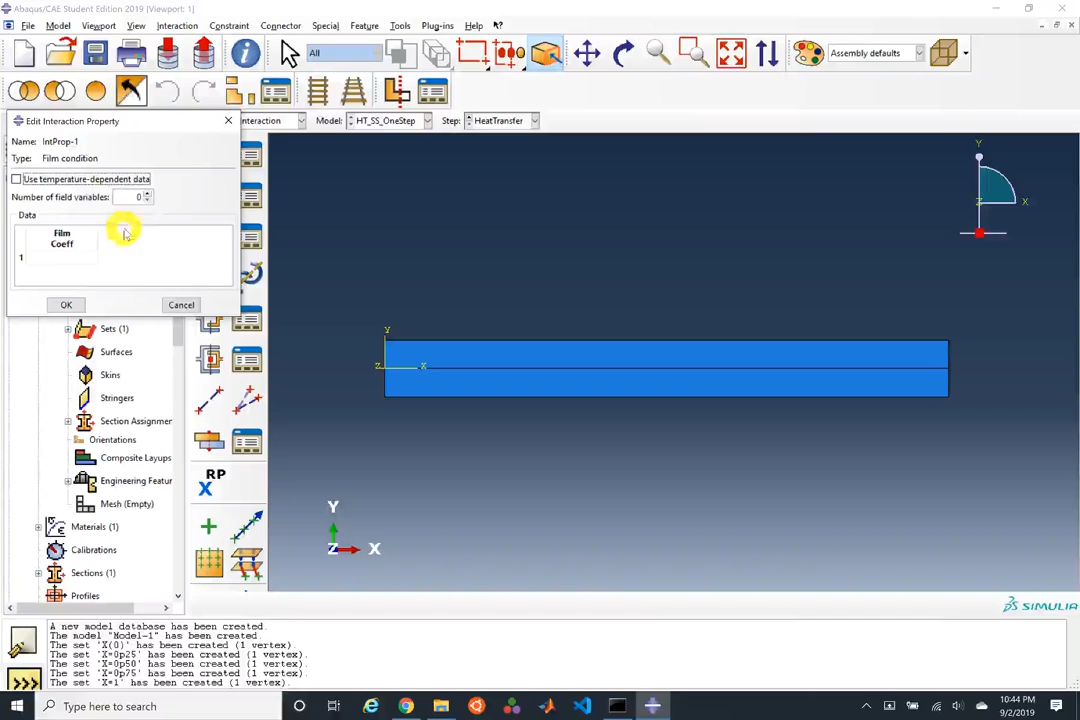 Abaqus/CAE Student Edition 2019 [Viewport: 1]
File Model Viewport View Interaction Constraint Connector Special Feature Tools Plug-ins Help
All
Assembly defaults
Edit Interaction Property
nteraction Model: HT_SS_OneStep Step: HeatTransfer
Name: IntProp-1
Type: Film condition
Use temperature-dependent data
Number of field variables: 0
Data
Film
Coeff
1
OK Cancel
Y
X
Z
Y
Z X
Sets (1)
Surfaces
Skins
Stringers
Section Assignmer
Orientations
Composite Layups
Engineering Featur
Mesh (Empty)
Materials (1)
Calibrations
Sections (1)
Profiles
RP
Y
Z X
SIMULIA
A new model database has been created.
The model "Model-1" has been created.
The set 'X(0)' has been created (1 vertex).
The set 'X=0p25' has been created (1 vertex).
The set 'X=0p50' has been created (1 vertex).
The set 'X=0p75' has been created (1 vertex).
The set 'X=1' has been created (1 vertex).
>>>
Type here to search
10:44 PM
9/2/2019